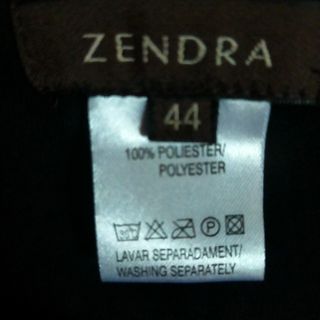 ZENDRA
44
100% POLIESTER/
POLYESTER
P
LAVAR SEPARADAMENT/
WASHING SEPARATELY